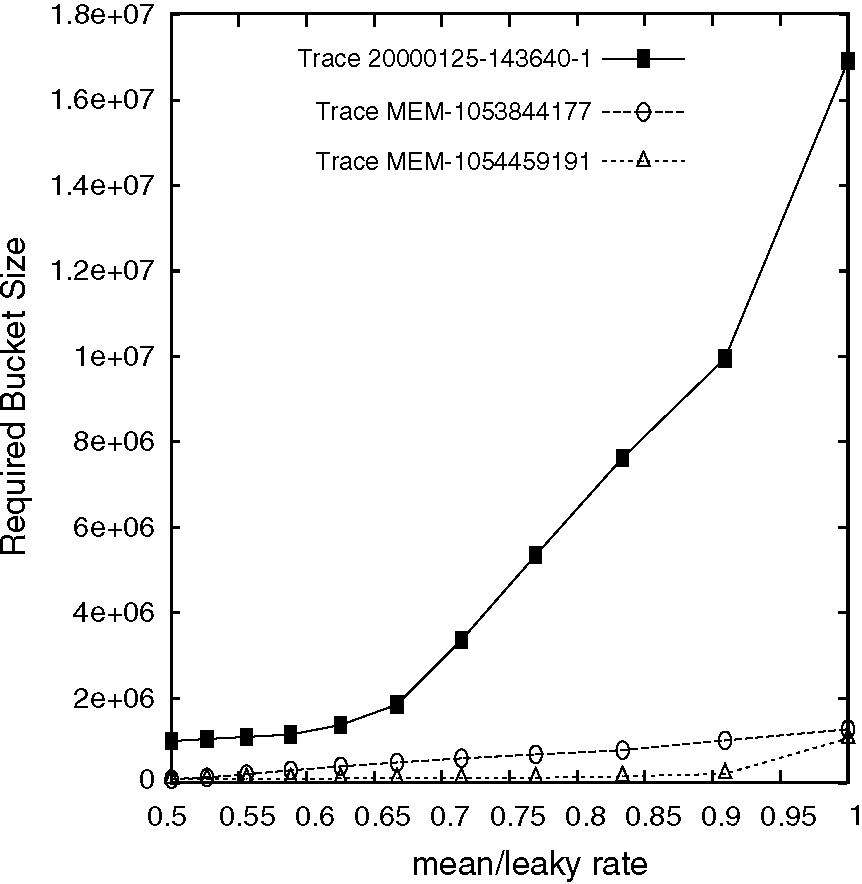 1.8e+07
1.6e+07
1.4e+07
1.2e+07
1e+07
8e+06
6e+06
4e+06
2e+06
0
Required Bucket Size
Trace 20000125-143640-1
Trace MEM-1053844177
Trace MEM-1054459191
0.5 0.55 0.6 0.65 0.7 0.75 0.8 0.85 0.9 0.95 1
mean/leaky rate